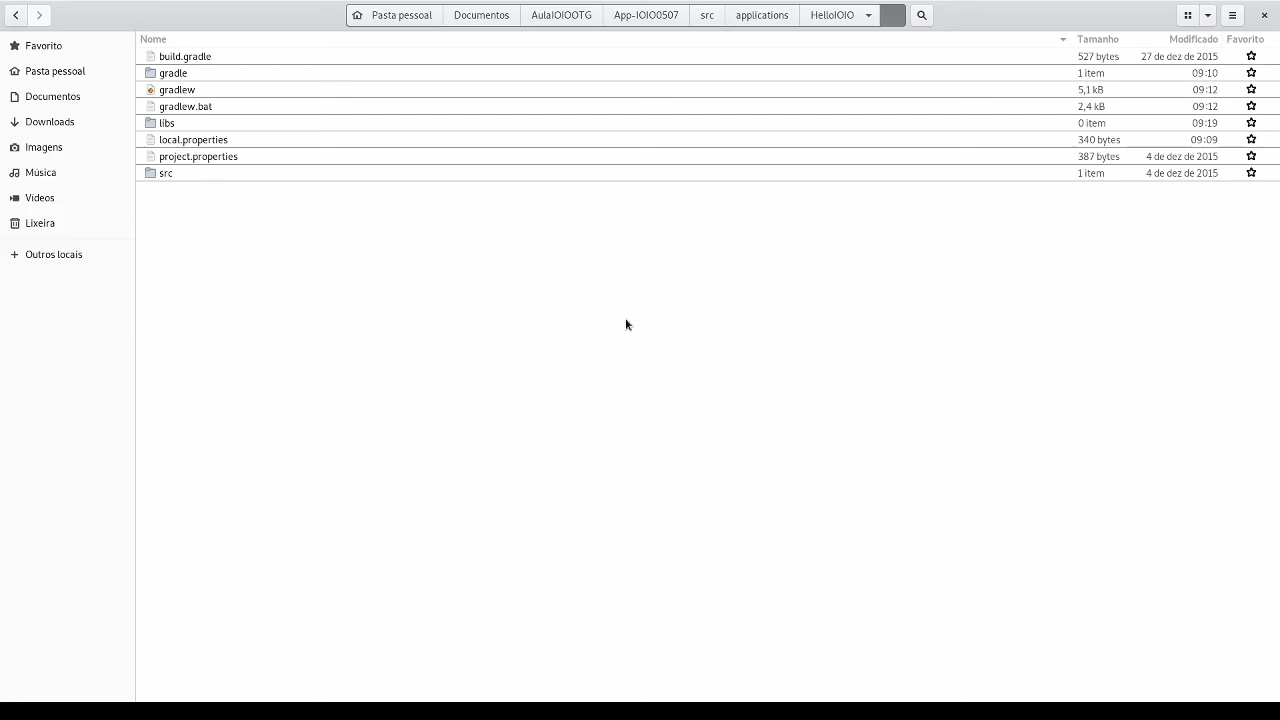 Pasta pessoal Documentos AulaIOIOOTG App-IOIO0507 src applications HelloIOIO
Favorito
Pasta pessoal
Documentos
Downloads
Imagens
Música
Vídeos
Lixeira
Outros locais
Nome Tamanho Modificado Favorito
build.gradle 527 bytes 27 de dez de 2015
gradle 1 item 09:10
gradlew 5,1 kB 09:12
gradlew.bat 2,4 kB 09:12
libs 0 item 09:19
local.properties 340 bytes 09:09
project.properties 387 bytes 4 de dez de 2015
src 1 item 4 de dez de 2015